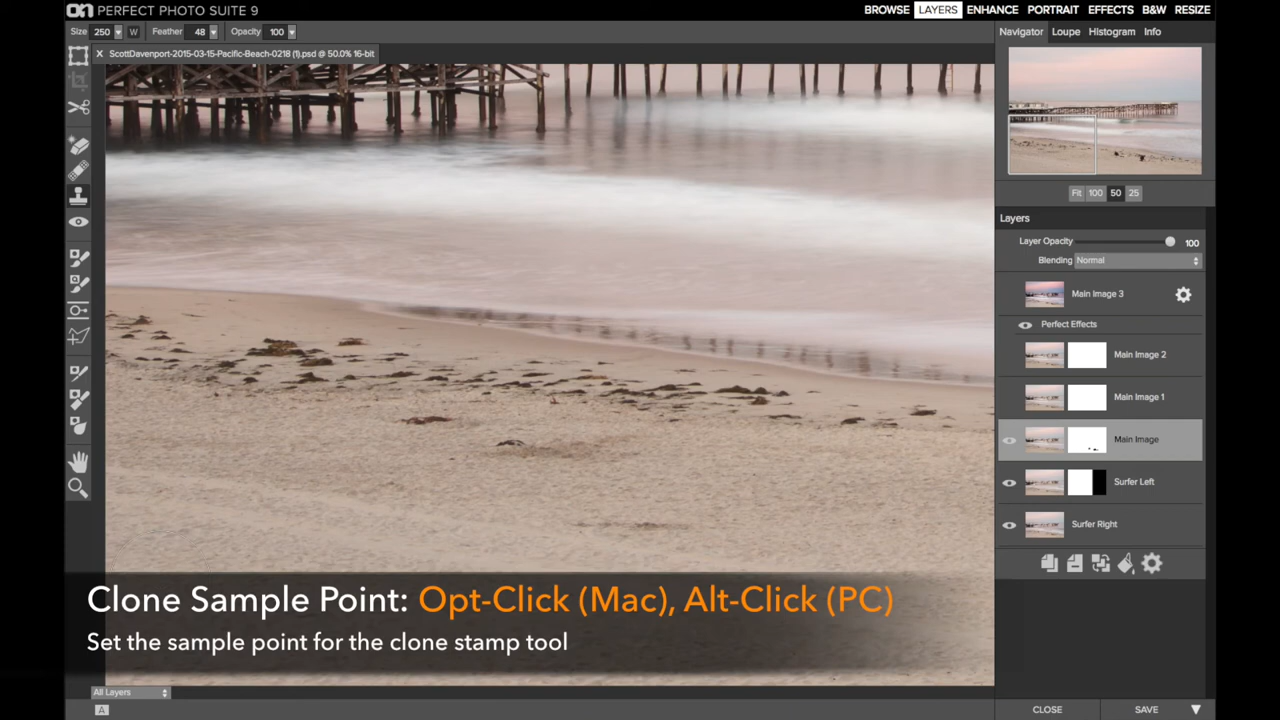 On PERFECT PHOTO SUITE 9
BROWSE LAYERS ENHANCE PORTRAIT EFFECTS B&W RESIZE
Size 250 W Feather 48 Opacity 100
Navigator Loupe Histogram Info
x ScottDavenport-2015-03-15-Pacific-Beach-0218 (1).psd @ 50.0% 16-bit
Fit 100 50 25
Layers
Layer Opacity 100
Blending Normal
Main Image 3
Perfect Effects
Main Image 2
Main Image 1
Main Image
Surfer Left
Surfer Right
Clone Sample Point: Opt-Click (Mac), Alt-Click (PC)
Set the sample point for the clone stamp tool
All Layers
A
CLOSE SAVE